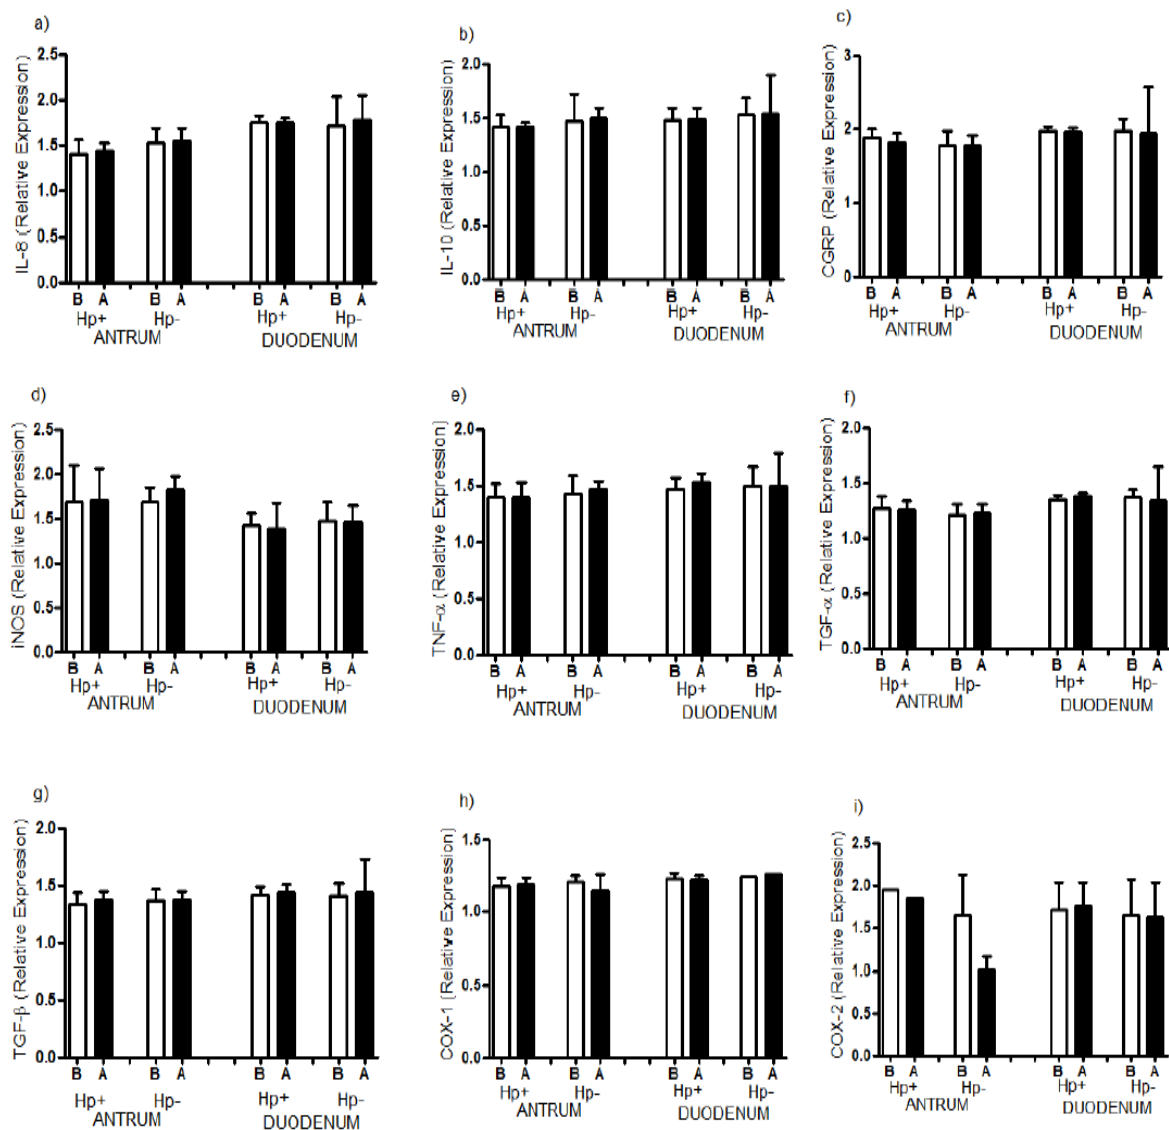 a)
IL-8 (Relative Expression)
2.5
2.0
1.5
1.0
0.5
0.0
B A B A B A B A
Hp+ Hp- Hp+ Hp-
ANTRUM DUODENUM
b)
IL-10 (Relative Expression)
2.0
1.5
1.0
0.5
0.0
B A B A B A B A
Hp+ Hp- Hp+ Hp-
ANTRUM DUODENUM
c)
CGRP (Relative Expression)
3
2
1
0
B A B A B A B A
Hp+ Hp- Hp+ Hp-
ANTRUM DUODENUM
d)
iNOS (Relative Expression)
2.5
2.0
1.5
1.0
0.5
0.0
B A B A B A B A
Hp+ Hp- Hp+ Hp-
ANTRUM DUODENUM
e)
TNF-α (Relative Expression)
2.0
1.5
1.0
0.5
0.0
B A B A B A B A
Hp+ Hp- Hp+ Hp-
ANTRUM DUODENUM
f)
TGF-α (Relative Expression)
2.0
1.5
1.0
0.5
0.0
B A B A B A B A
Hp+ Hp- Hp+ Hp-
ANTRUM DUODENUM
g)
TGF-β (Relative Expression)
2.0
1.5
1.0
0.5
0.0
B A B A B A B A
Hp+ Hp- Hp+ Hp-
ANTRUM DUODENUM
h)
COX-1 (Relative Expression)
1.5
1.0
0.5
0.0
B A B A B A B A
Hp+ Hp- Hp+ Hp-
ANTRUM DUODENUM
i)
COX-2 (Relative Expression)
2.5
2.0
1.5
1.0
0.5
0.0
B A B A B A B A
Hp+ Hp- Hp+ Hp-
ANTRUM DUODENUM